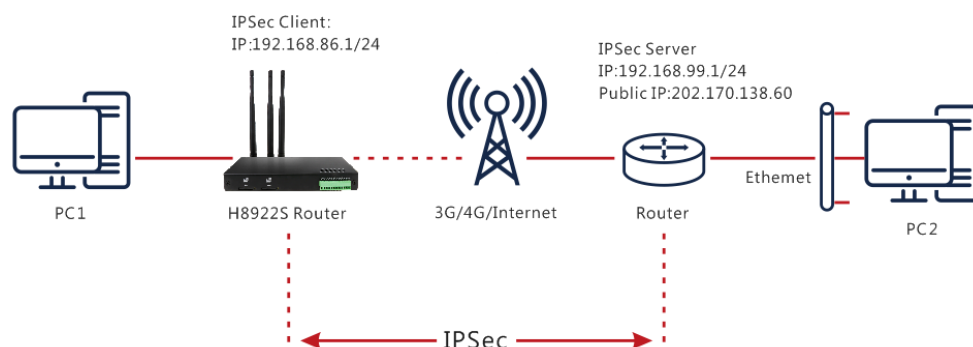 IPSec Client:
IP:192.168.86.1/24
IPSec Server
IP:192.168.99.1/24
Public IP:202.170.138.60
Ethemet
PC1
H8922S Router
3G/4G/Internet
Router
PC2
IPSec